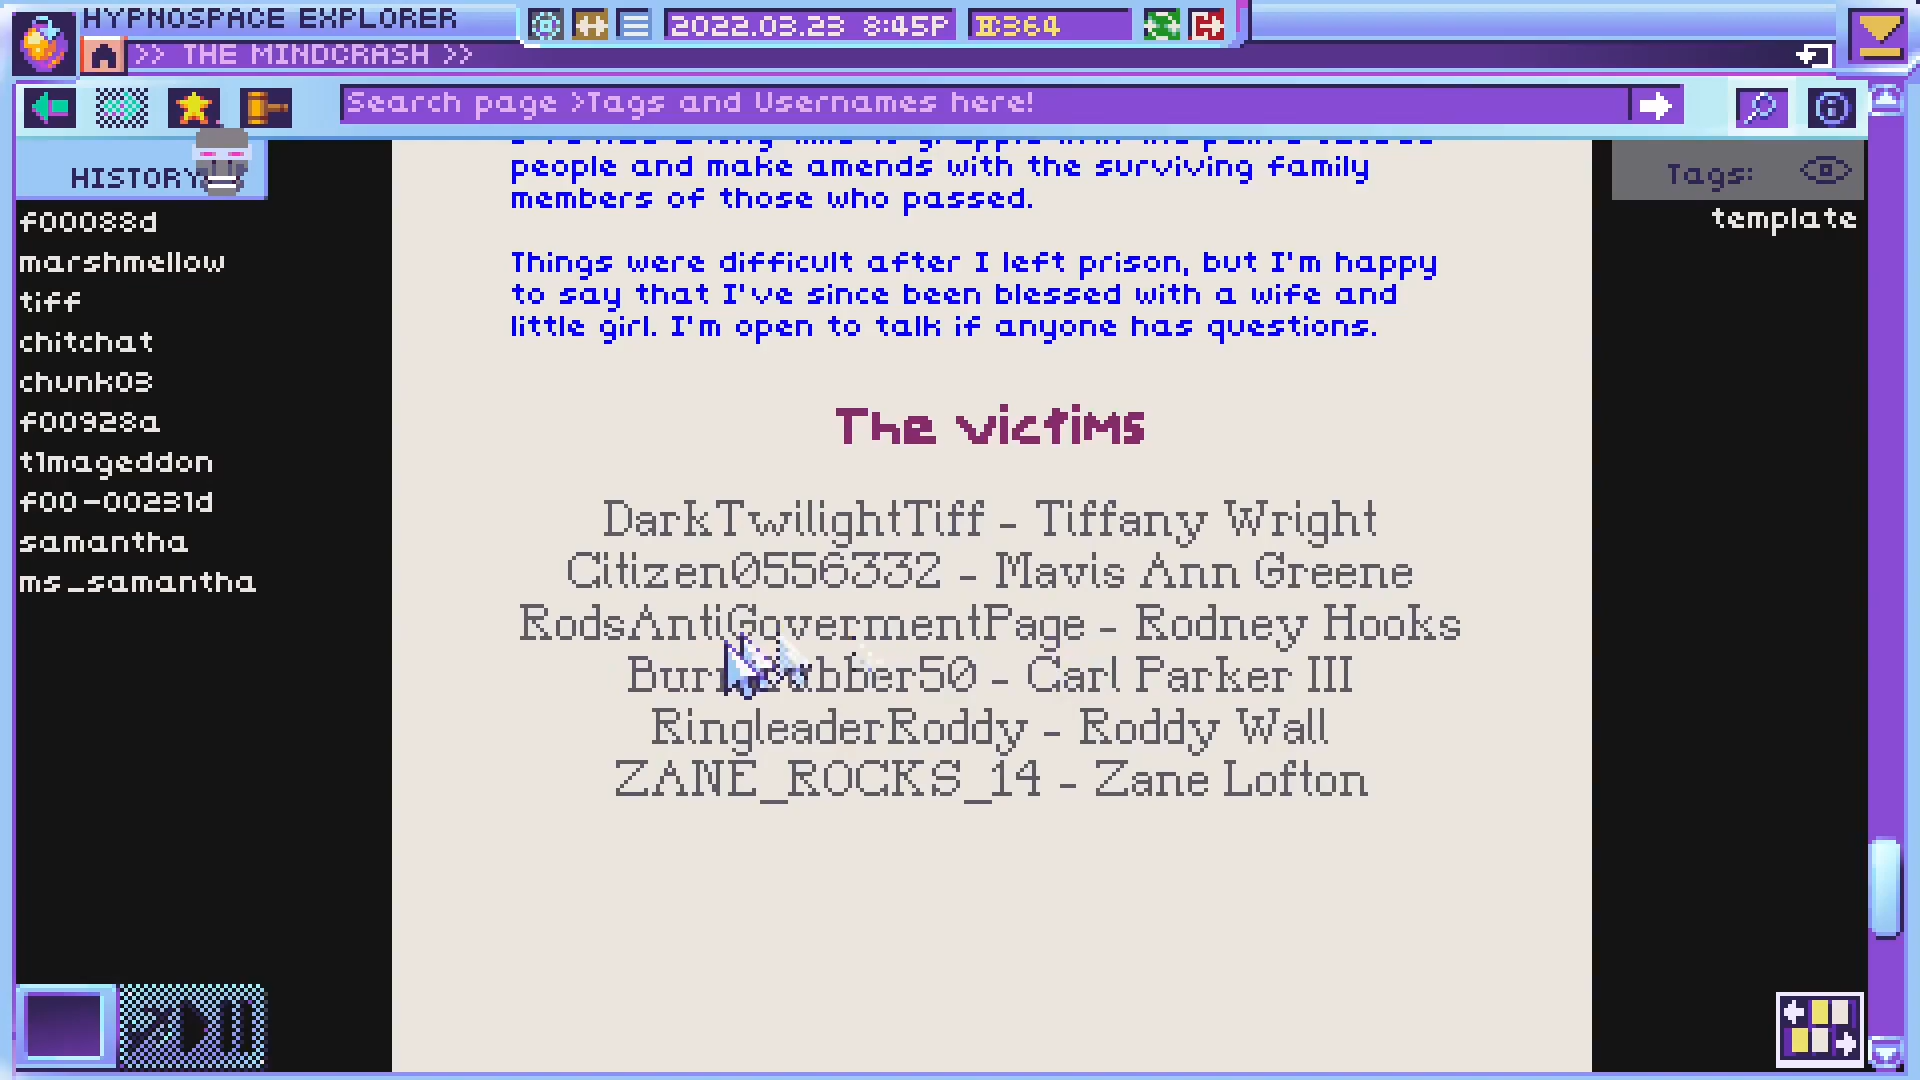 HYPNOSPACE EXPLORER
2022.03.23 8:45P
364
>> THE MINDCRASH >>
Search page >Tags and Usernames here!
HISTORY
f00088d
marshmellow
tiff
chitchat
chunk03
f00928a
t1mageddon
f00-00231d
samantha
ms_samantha
people and make amends with the surviving family
members of those who passed.
Things were difficult after I left prison, but I'm happy
to say that I've since been blessed with a wife and
little girl. I'm open to talk if anyone has questions.
The victims
DarkTwilightTiff - Tiffany Wright
Citizen0556332 - Mavis Ann Greene
RodsAntiGovermentPage - Rodney Hooks
- Carl Parker III
RingleaderRoddy - Roddy Wall
ZANE_ROCKS_14 - Zane Lofton
Tags:
template